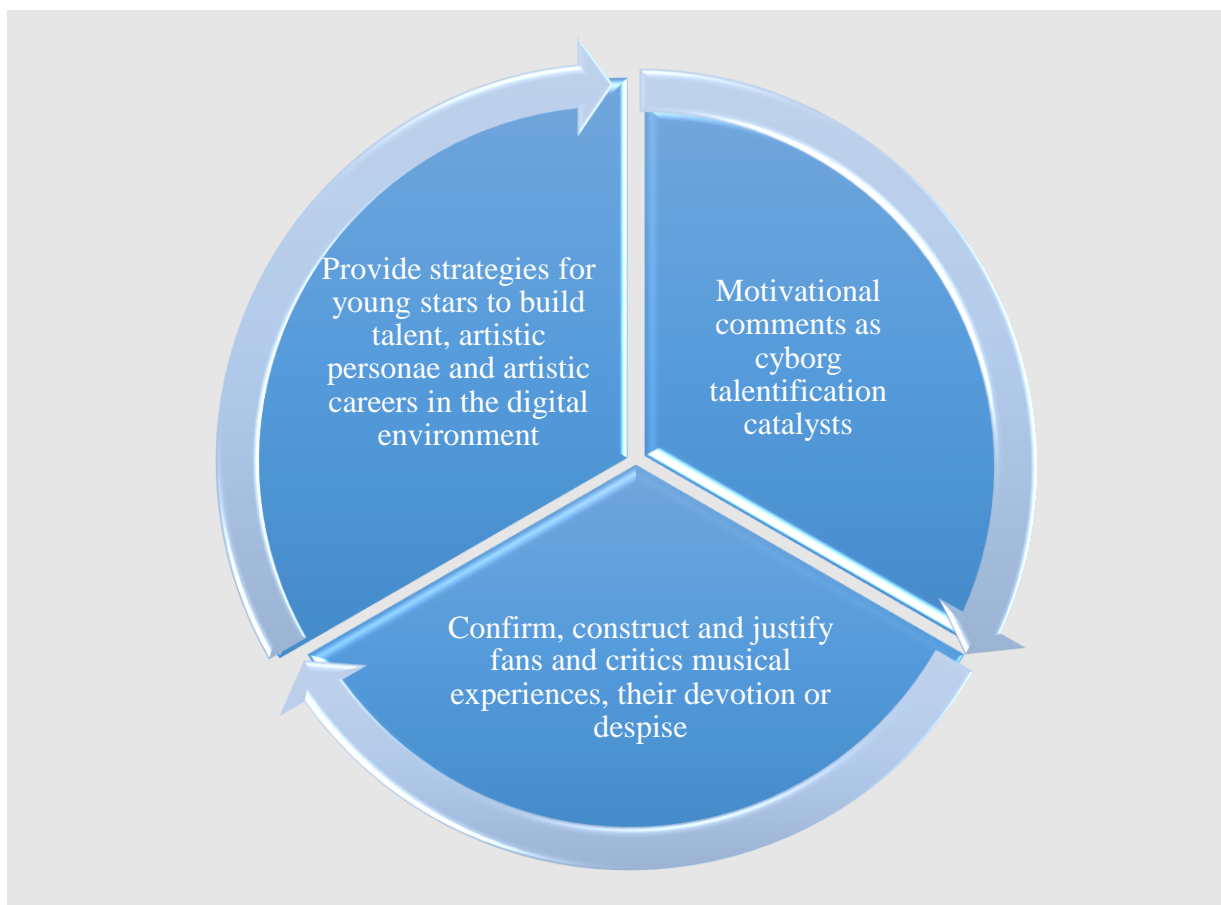 Provide strategies for
young stars to build
talent, artistic
personae and artistic
careers in the digital
environment
Motivational
comments as
cyborg
talentification
catalysts
Confirm, construct and justify
fans and critics musical
experiences, their devotion or
despise